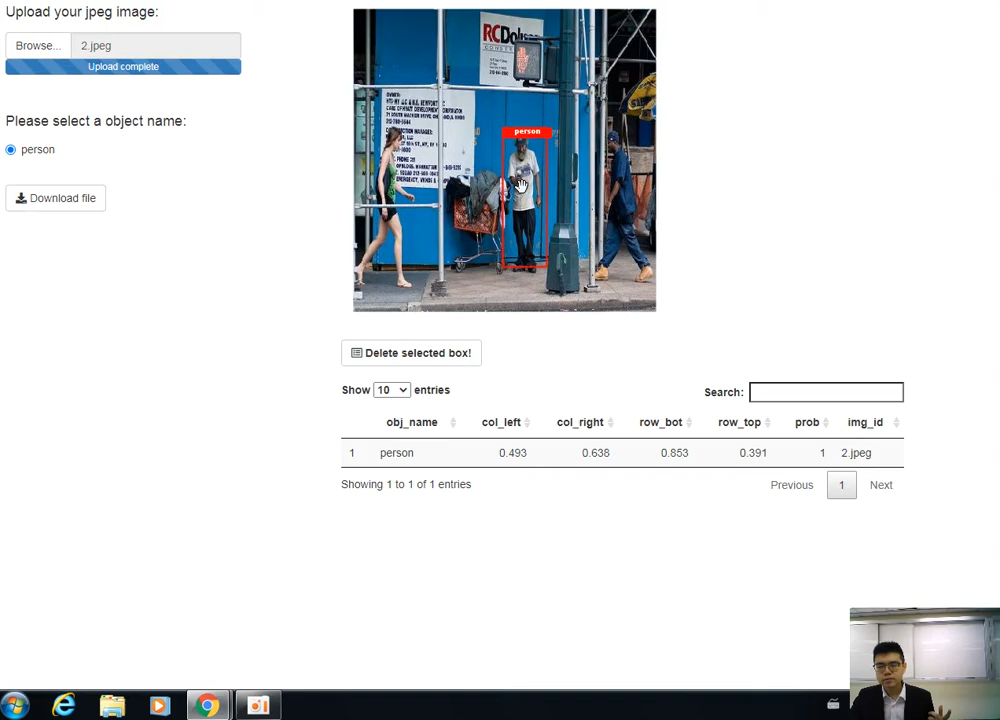 Upload your jpeg image:
Browse...
2.jpeg
Upload complete
Please select a object name:
person
Download file
person
Delete selected box!
Show 10 entries
Search:
obj_name col_left col_right row_bot row_top prob img_id
1 person 0.493 0.638 0.853 0.391 1 2.jpeg
Showing 1 to 1 of 1 entries
Previous 1 Next